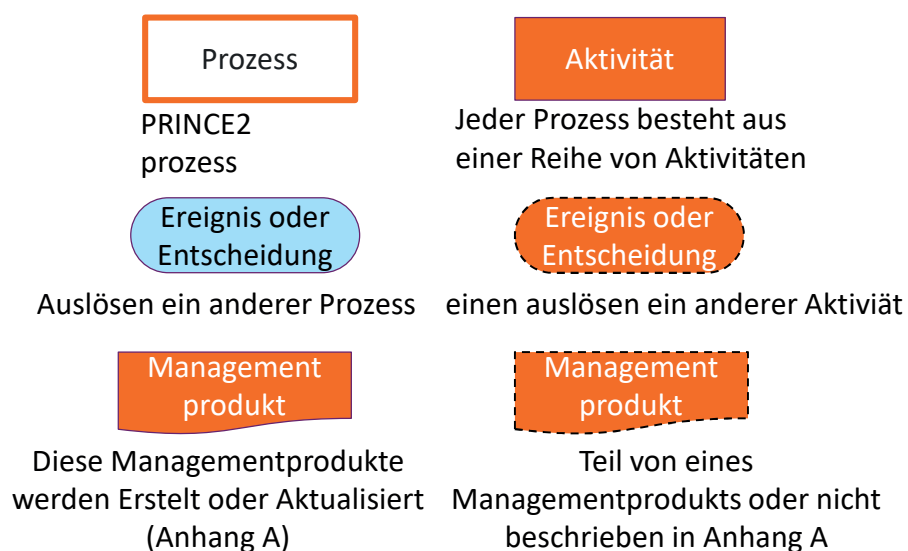 Prozess
Aktivität
PRINCE2
prozess
Jeder Prozess besteht aus
einer Reihe von Aktivitäten
Ereignis oder
Entscheidung
Ereignis oder
Entscheidung
Auslösen ein anderer Prozess
einen auslösen ein anderer Aktiviät
Management
produkt
Management
produkt
Diese Managementprodukte
werden Erstelt oder Aktualisiert
(Anhang A)
Teil von eines
Managementprodukts oder nicht
beschrieben in Anhang A